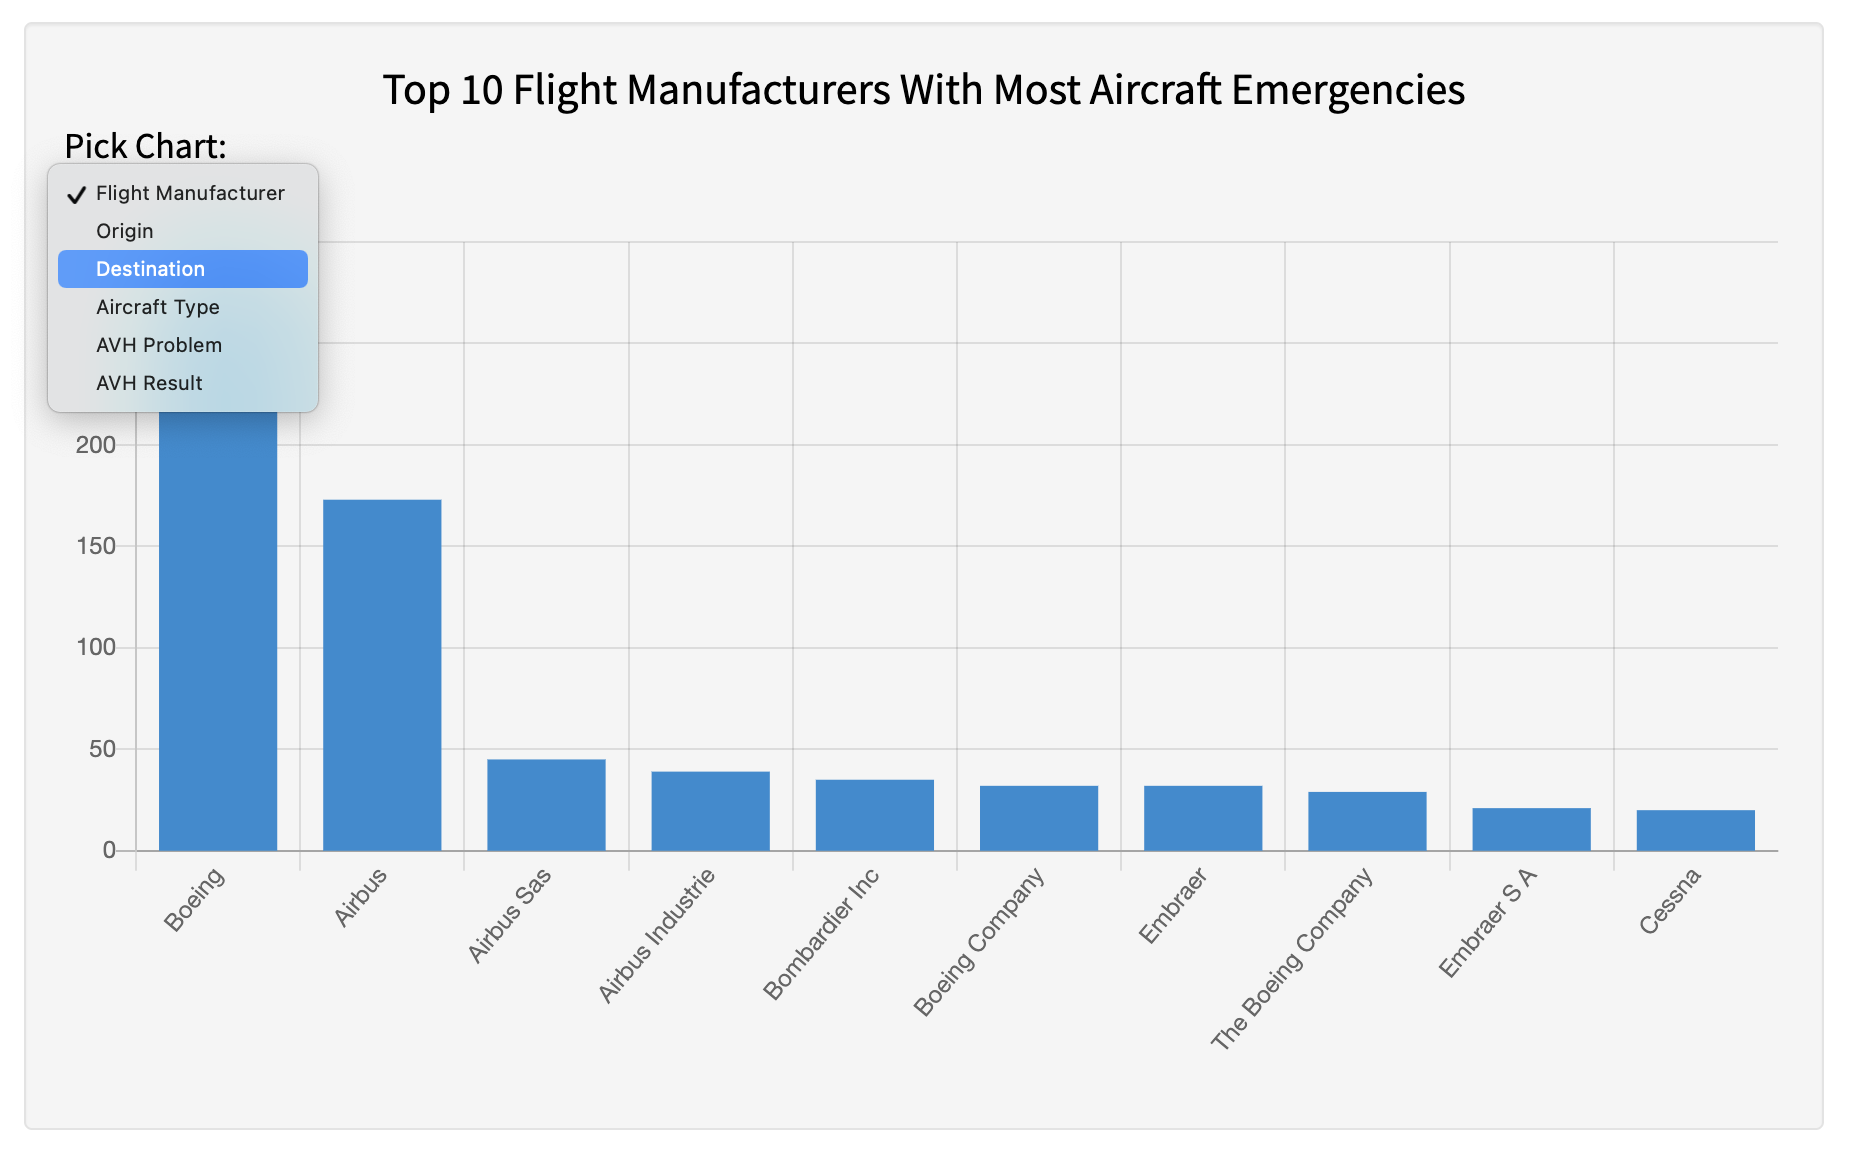 Top 10 Flight Manufacturers With Most Aircraft Emergencies
Pick Chart:
✓ Flight Manufacturer
Origin
Destination
Aircraft Type
AVH Problem
AVH Result
200
150
100
50
0
Boeing
Airbus
Airbus Sas
Airbus Industrie
Bombardier Inc
Boeing Company
Embraer
The Boeing Company
Embraer S A
Cessna